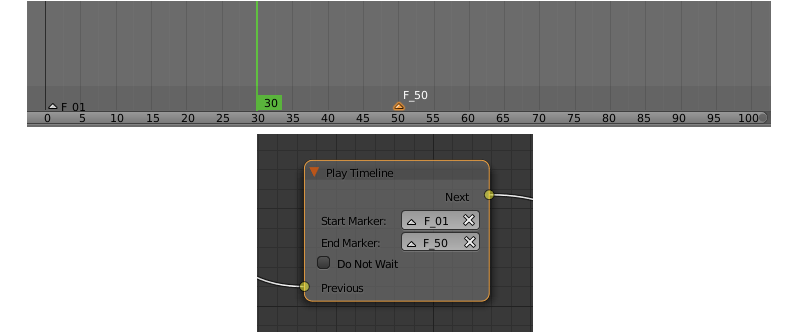 F_50
30
F_01
0 5 10 15 20 25 30 35 40 45 50 55 60 65 70 75 80 85 90 95 100
Play Timeline
Next
Start Marker: F_01
End Marker: F_50
Do Not Wait
Previous